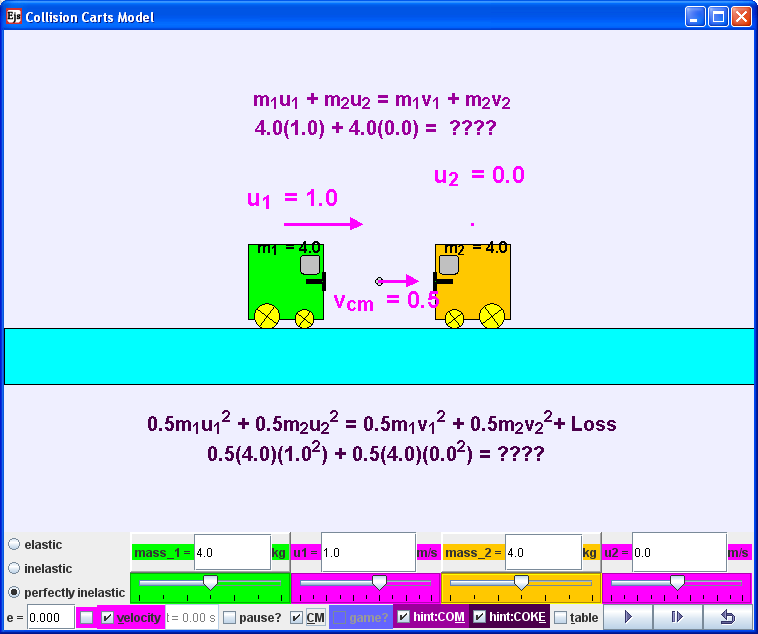 Ejs Collision Carts Model
m₁u₁ + m₂u₂ = m₁v₁ + m₂v₂
4.0(1.0) + 4.0(0.0) = ????
u₂ = 0.0
u₁ = 1.0
m₁ = 4.0 m₂ = 4.0
v_cm = 0.5
0.5m₁u₁² + 0.5m₂u₂² = 0.5m₁v₁² + 0.5m₂v₂²+ Loss
0.5(4.0)(1.0²) + 0.5(4.0)(0.0²) = ????
elastic
mass_1 = 4.0 kg u1 = 1.0 m/s mass_2 = 4.0 kg u2 = 0.0 m/s
inelastic
perfectly inelastic
e = 0.000 velocity t = 0.00 s pause? CM game? hint:COM hint:COKE table